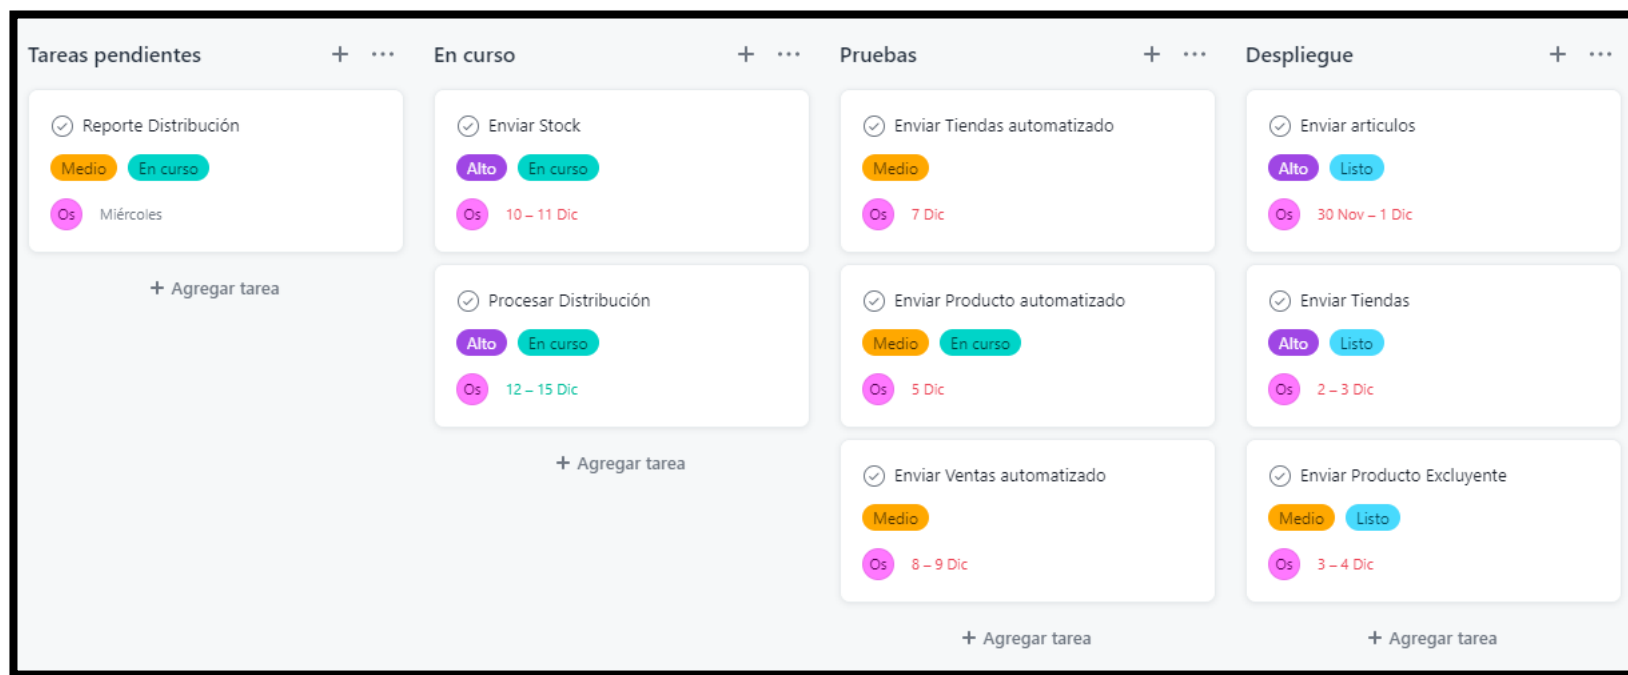 Tareas pendientes
Reporte Distribución
Medio En curso
Os Miércoles
+ Agregar tarea
En curso
Enviar Stock
Alto En curso
Os 10 – 11 Dic
Procesar Distribución
Alto En curso
Os 12 – 15 Dic
+ Agregar tarea
Pruebas
Enviar Tiendas automatizado
Medio
Os 7 Dic
Enviar Producto automatizado
Medio En curso
Os 5 Dic
Enviar Ventas automatizado
Medio
Os 8 – 9 Dic
+ Agregar tarea
Despliegue
Enviar articulos
Alto Listo
Os 30 Nov – 1 Dic
Enviar Tiendas
Alto Listo
Os 2 – 3 Dic
Enviar Producto Excluyente
Medio Listo
Os 3 – 4 Dic
+ Agregar tarea